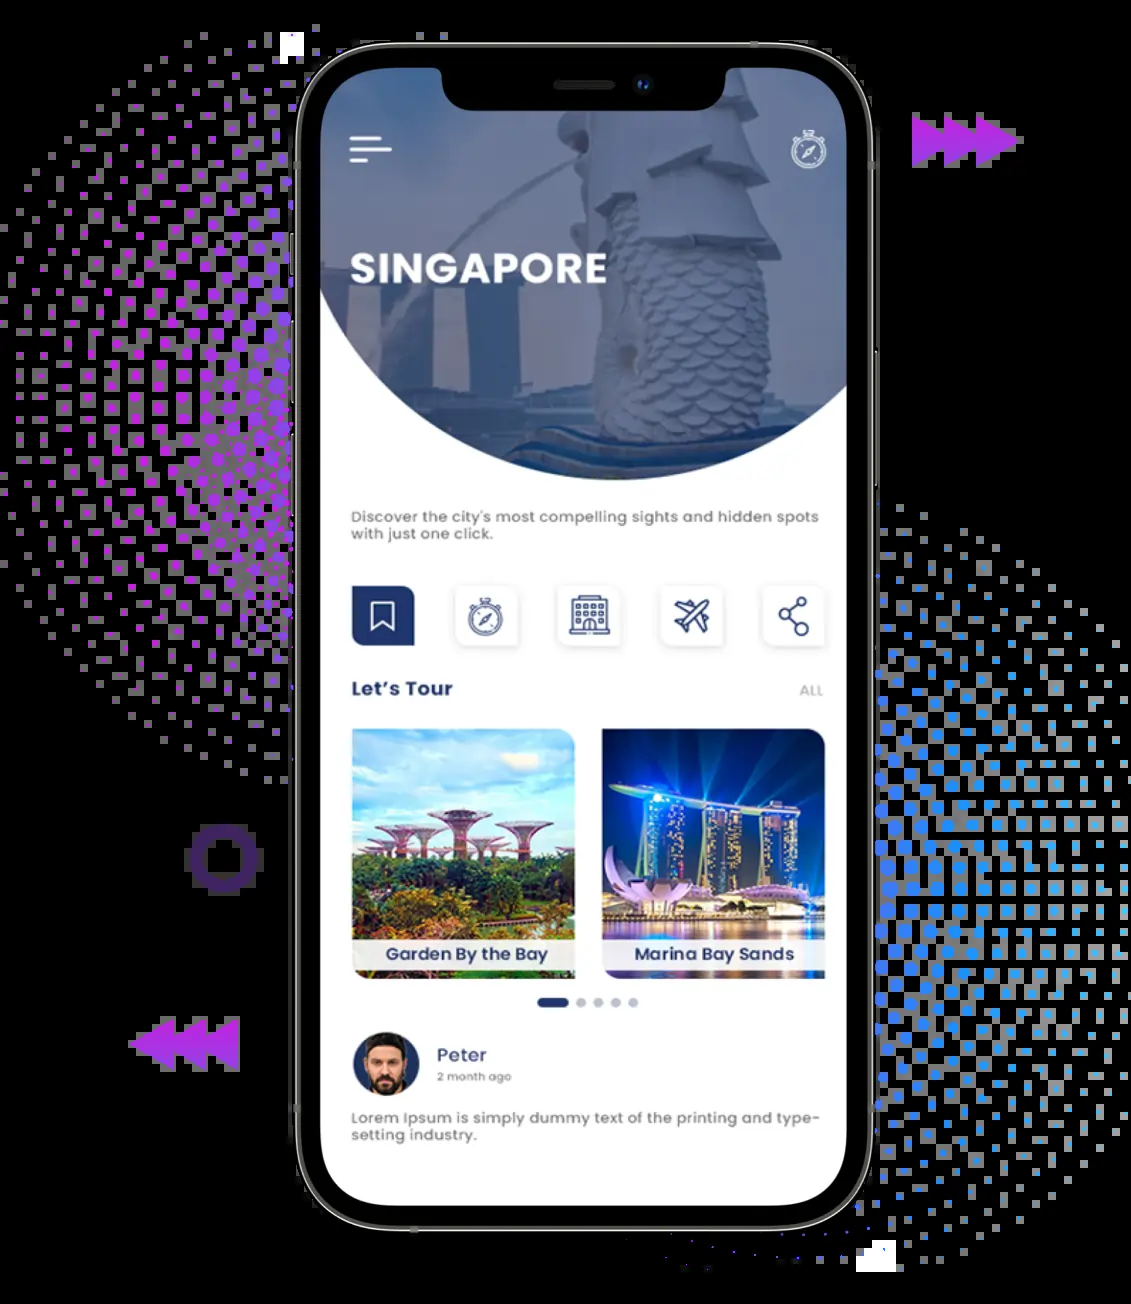 SINGAPORE
Discover the city's most compelling sights and hidden spots
with just one click.
Let's Tour
ALL
Garden By the Bay
Marina Bay Sands
Peter
2 month ago
Lorem Ipsum is simply dummy text of the printing and type-
setting industry.